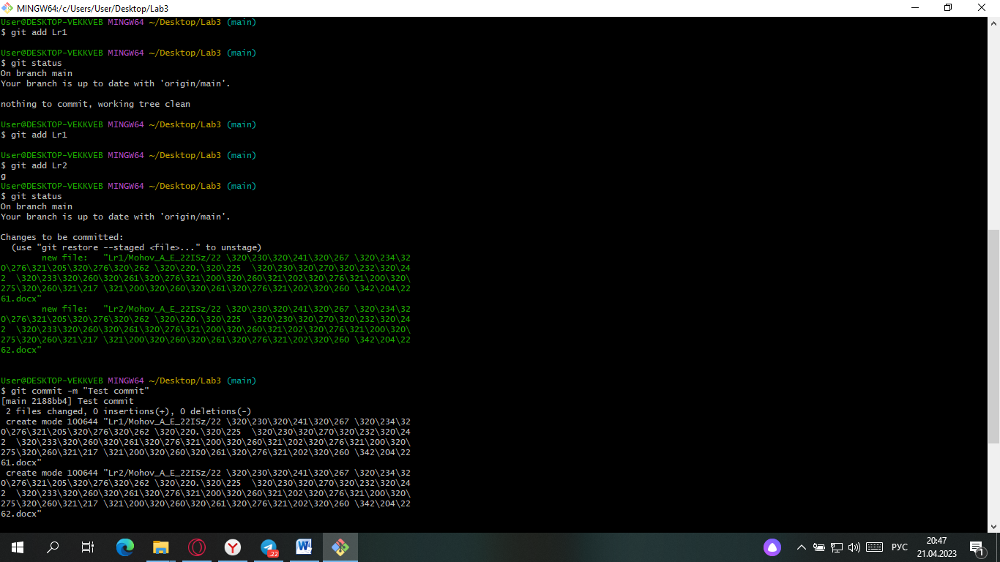 MINGW64:/c/Users/User/Desktop/Lab3
User@DESKTOP-VEKKVEB MINGW64 ~/Desktop/Lab3 (main)
$ git add Lr1
User@DESKTOP-VEKKVEB MINGW64 ~/Desktop/Lab3 (main)
$ git status
On branch main
Your branch is up to date with 'origin/main'.
nothing to commit, working tree clean
User@DESKTOP-VEKKVEB MINGW64 ~/Desktop/Lab3 (main)
$ git add Lr1
User@DESKTOP-VEKKVEB MINGW64 ~/Desktop/Lab3 (main)
$ git add Lr2
g
User@DESKTOP-VEKKVEB MINGW64 ~/Desktop/Lab3 (main)
$ git status
On branch main
Your branch is up to date with 'origin/main'.
Changes to be committed:
(use "git restore --staged <file>..." to unstage)
new file:   "Lr1/Mohov_A_E_22ISz/22 \320\230\320\241\320\267 \320\234\32
0\276\321\205\320\276\320\262 \320\220.\320\225  \320\230\320\270\320\232\320\24
2  \320\233\320\260\320\261\320\276\321\200\320\260\321\202\320\276\321\200\320\
275\320\260\321\217 \321\200\320\260\320\261\320\276\321\202\320\260 \342\204\22
61.docx"
new file:   "Lr2/Mohov_A_E_22ISz/22 \320\230\320\241\320\267 \320\234\32
0\276\321\205\320\276\320\262 \320\220.\320\225  \320\230\320\270\320\232\320\24
2  \320\233\320\260\320\261\320\276\321\200\320\260\321\202\320\276\321\200\320\
275\320\260\321\217 \321\200\320\260\320\261\320\276\321\202\320\260 \342\204\22
62.docx"
User@DESKTOP-VEKKVEB MINGW64 ~/Desktop/Lab3 (main)
$ git commit -m "Test commit"
[main 2188bb4] Test commit
2 files changed, 0 insertions(+), 0 deletions(-)
create mode 100644 "Lr1/Mohov_A_E_22ISz/22 \320\230\320\241\320\267 \320\234\32
0\276\321\205\320\276\320\262 \320\220.\320\225  \320\230\320\270\320\232\320\24
2  \320\233\320\260\320\261\320\276\321\200\320\260\321\202\320\276\321\200\320\
275\320\260\321\217 \321\200\320\260\320\261\320\276\321\202\320\260 \342\204\22
61.docx"
create mode 100644 "Lr2/Mohov_A_E_22ISz/22 \320\230\320\241\320\267 \320\234\32
0\276\321\205\320\276\320\262 \320\220.\320\225  \320\230\320\270\320\232\320\24
2  \320\233\320\260\320\261\320\276\321\200\320\260\321\202\320\276\321\200\320\
275\320\260\321\217 \321\200\320\260\320\261\320\276\321\202\320\260 \342\204\22
62.docx"
22
РУС
20:47
21.04.2023
1